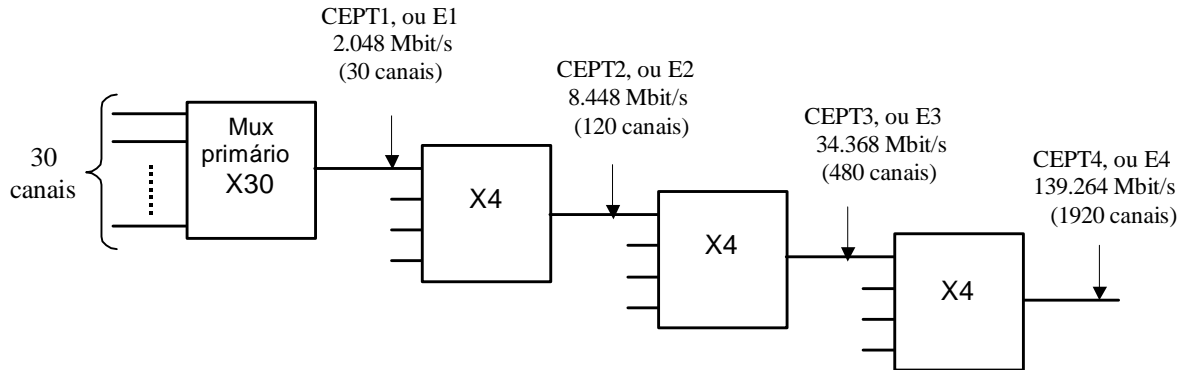 CEPT1, ou E1
2.048 Mbit/s
(30 canais)
CEPT2, ou E2
8.448 Mbit/s
(120 canais)
CEPT3, ou E3
34.368 Mbit/s
(480 canais)
CEPT4, ou E4
139.264 Mbit/s
(1920 canais)
30
canais
Mux
primário
X30
X4
X4
X4